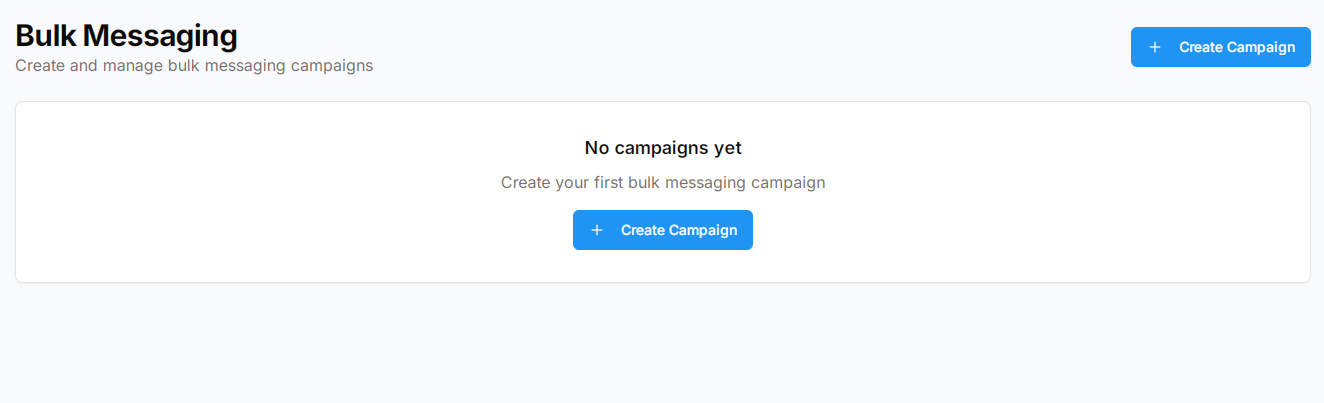 Bulk Messaging
Create and manage bulk messaging campaigns
Create Campaign
No campaigns yet
Create your first bulk messaging campaign
Create Campaign